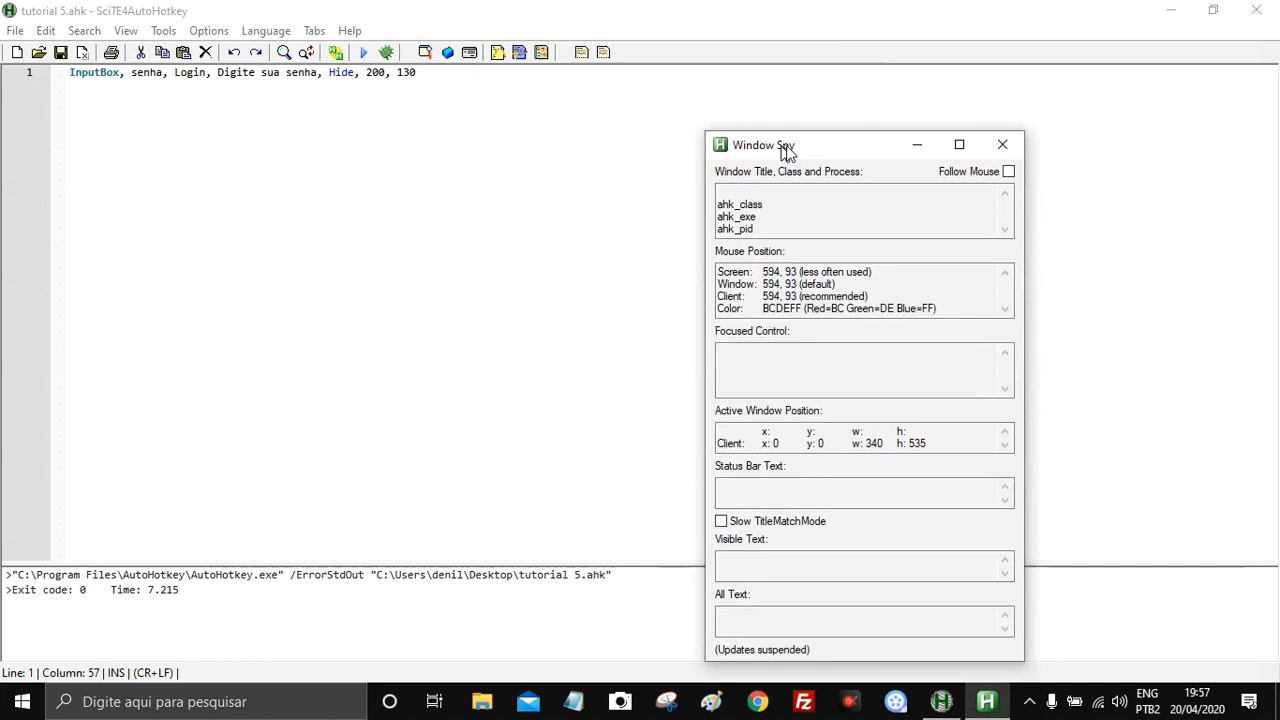 tutorial 5.ahk - SciTE4AutoHotkey
File Edit Search View Tools Options Language Tabs Help
1 InputBox, senha, Login, Digite sua senha, Hide, 200, 130
Window Spy
Window Title, Class and Process: Follow Mouse
ahk_class
ahk_exe
ahk_pid
Mouse Position:
Screen: 594, 93 (less often used)
Window: 594, 93 (default)
Client: 594, 93 (recommended)
Color: BCDEFF (Red=BC Green=DE Blue=FF)
Focused Control:
Active Window Position:
x: y: w: h:
Client: x: 0 y: 0 w: 340 h: 535
Status Bar Text:
Slow TitleMatchMode
Visible Text:
All Text:
(Updates suspended)
>"C:\Program Files\AutoHotkey\AutoHotkey.exe" /ErrorStdOut "C:\Users\denil\Desktop\tutorial 5.ahk"
>Exit code: 0 Time: 7.215
Line: 1 | Column: 57 | INS | (CR+LF) |
Digite aqui para pesquisar
ENG
PTB2
19:57
20/04/2020